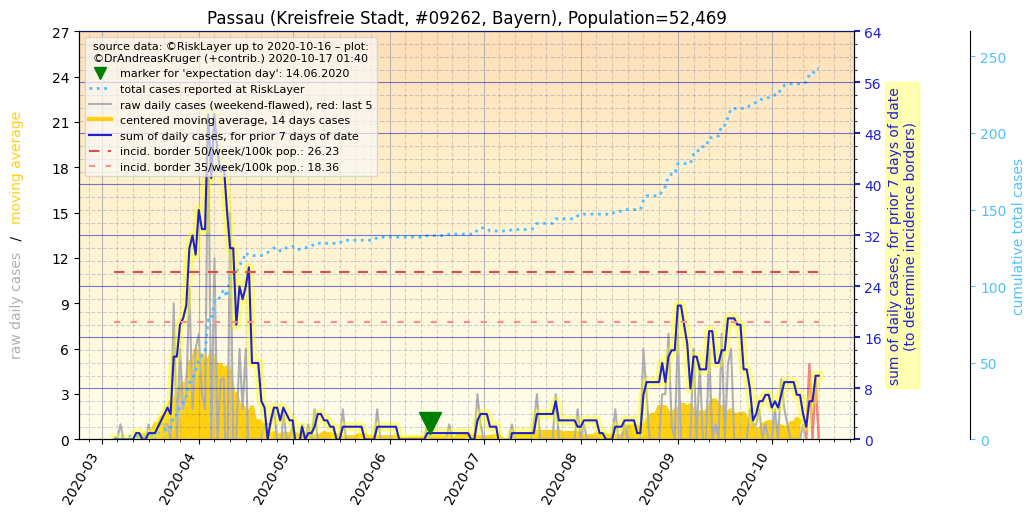 Passau (Kreisfreie Stadt, #09262, Bayern), Population=52,469
source data: ©RiskLayer up to 2020-10-16 – plot:
©DrAndreasKruger (+contrib.) 2020-10-17 01:40
marker for 'expectation day': 14.06.2020
total cases reported at RiskLayer
raw daily cases (weekend-flawed), red: last 5
centered moving average, 14 days cases
sum of daily cases, for prior 7 days of date
incid. border 50/week/100k pop.: 26.23
incid. border 35/week/100k pop.: 18.36
raw daily cases / moving average
27
24
21
18
15
12
9
6
3
0
64
56
48
40
32
24
16
8
0
sum of daily cases, for prior 7 days of date
(to determine incidence borders)
250
200
150
100
50
0
cumulative total cases
2020-03
2020-04
2020-05
2020-06
2020-07
2020-08
2020-09
2020-10